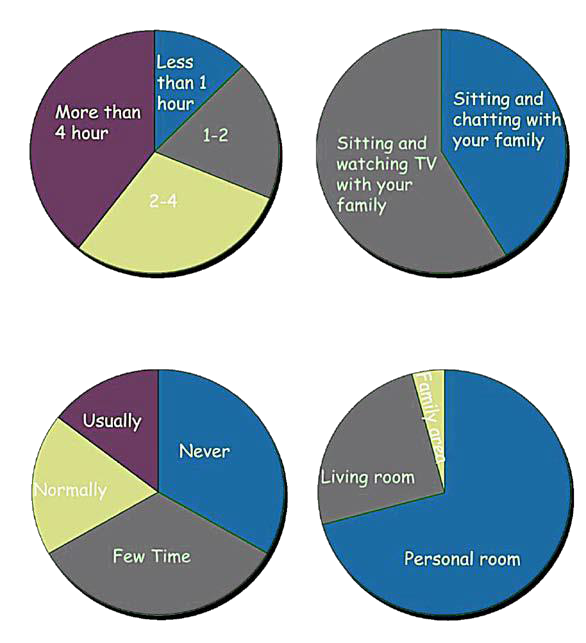 Less
than 1
hour
1-2
2-4
More than
4 hour
Sitting and
chatting with
your family
Sitting and
watching TV
with your
family
Never
Few Time
Normally
Usually
Personal room
Living room
Family area